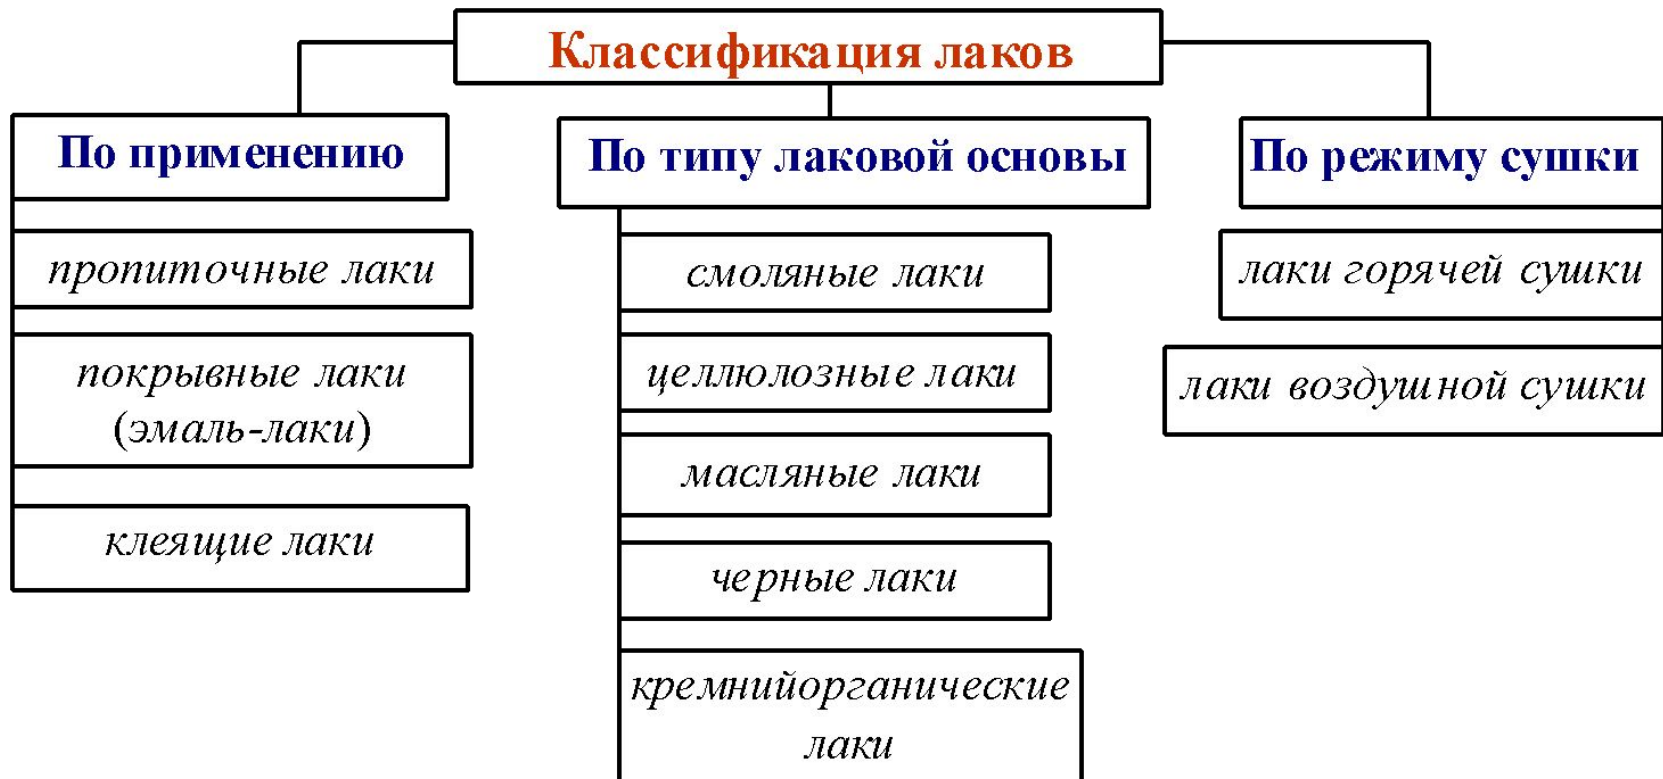 Классификация лаков
По применению
пропиточные лаки
покрывные лаки
(эмаль-лаки)
клеящие лаки
По типу лаковой основы
смоляные лаки
целлюлозные лаки
масляные лаки
черные лаки
кремнийорганические
лаки
По режиму сушки
лаки горячей сушки
лаки воздушной сушки